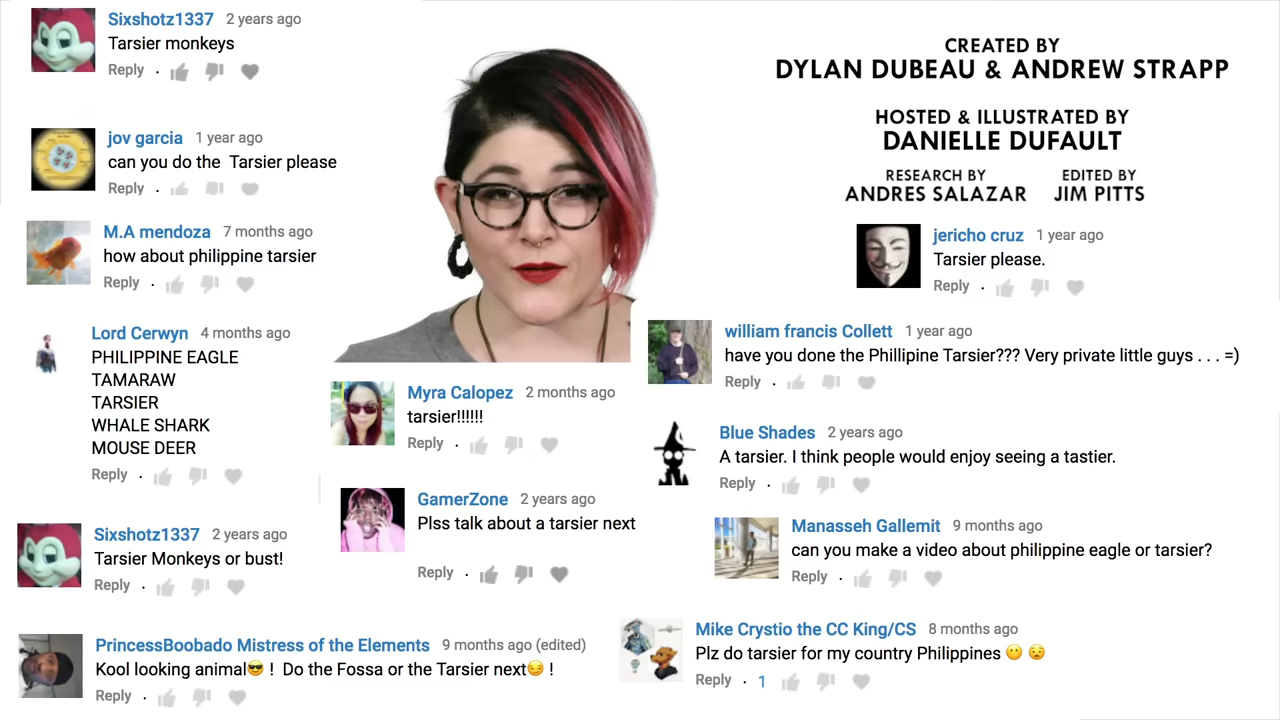 Sixshotz1337 2 years ago
Tarsier monkeys
Reply ·
jov garcia 1 year ago
can you do the Tarsier please
Reply ·
M.A mendoza 7 months ago
how about philippine tarsier
Reply ·
Lord Cerwyn 4 months ago
PHILIPPINE EAGLE
TAMARAW
TARSIER
WHALE SHARK
MOUSE DEER
Reply ·
Sixshotz1337 2 years ago
Tarsier Monkeys or bust!
Reply ·
PrincessBoobado Mistress of the Elements 9 months ago (edited)
Kool looking animal😎 ! Do the Fossa or the Tarsier next😏 !
Reply ·
Myra Calopez 2 months ago
tarsier!!!!!!
Reply ·
GamerZone 2 years ago
Plss talk about a tarsier next
Reply ·
CREATED BY
DYLAN DUBEAU & ANDREW STRAPP
HOSTED & ILLUSTRATED BY
DANIELLE DUFAULT
RESEARCH BY
ANDRES SALAZAR
EDITED BY
JIM PITTS
jericho cruz 1 year ago
Tarsier please.
Reply ·
william francis Collett 1 year ago
have you done the Phillipine Tarsier??? Very private little guys . . . =)
Reply ·
Blue Shades 2 years ago
A tarsier. I think people would enjoy seeing a tastier.
Reply ·
Manasseh Gallemit 9 months ago
can you make a video about philippine eagle or tarsier?
Reply ·
Mike Crystio the CC King/CS 8 months ago
Plz do tarsier for my country Philippines 😶 😧
Reply · 1